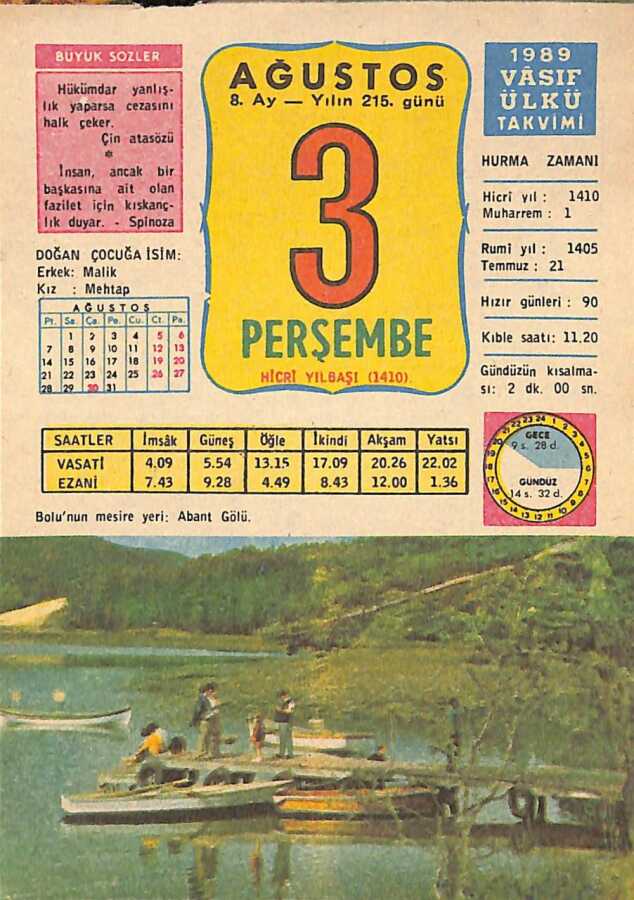 BÜYÜK SÖZLER
Hükümdar yanlış-
lık yaparsa cezasını
halk çeker.
Çin atasözü
*
İnsan, ancak bir
başkasına ait olan
fazilet için kıskanç-
lık duyar. - Spinoza
DOĞAN ÇOCUĞA İSİM:
Erkek: Malik
Kız : Mehtap
AĞUSTOS
Pt. Sa. Ça. Pe. Cu. Ct. Pa.
1 2 3 4 5 6
7 8 9 10 11 12 13
14 15 16 17 18 19 20
21 22 23 24 25 26 27
28 29 30 31
AĞUSTOS
8. Ay — Yılın 215. günü
3
PERŞEMBE
HİCRİ YILBAŞI (1410)
1989
VÂSIF
ÜLKÜ
TAKVİMİ
HURMA ZAMANI
Hicrî yıl : 1410
Muharrem : 1
Rumî yıl : 1405
Temmuz : 21
Hızır günleri : 90
Kıble saati: 11.20
Gündüzün kısalma-
sı: 2 dk. 00 sn.
SAATLER İmsâk Güneş Öğle İkindi Akşam Yatsı
VASATİ 4.09 5.54 13.15 17.09 20.26 22.02
EZANİ 7.43 9.28 4.49 8.43 12.00 1.36
GECE
9 s. 28 d.
GÜNDÜZ
14 s. 32 d.
Bolu'nun mesire yeri: Abant Gölü.